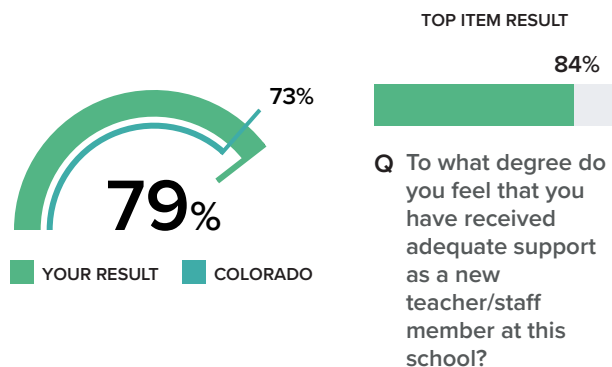 73%
79%
YOUR RESULT
COLORADO
TOP ITEM RESULT
84%
Q To what degree do
you feel that you
have received
adequate support
as a new
teacher/staff
member at this
school?